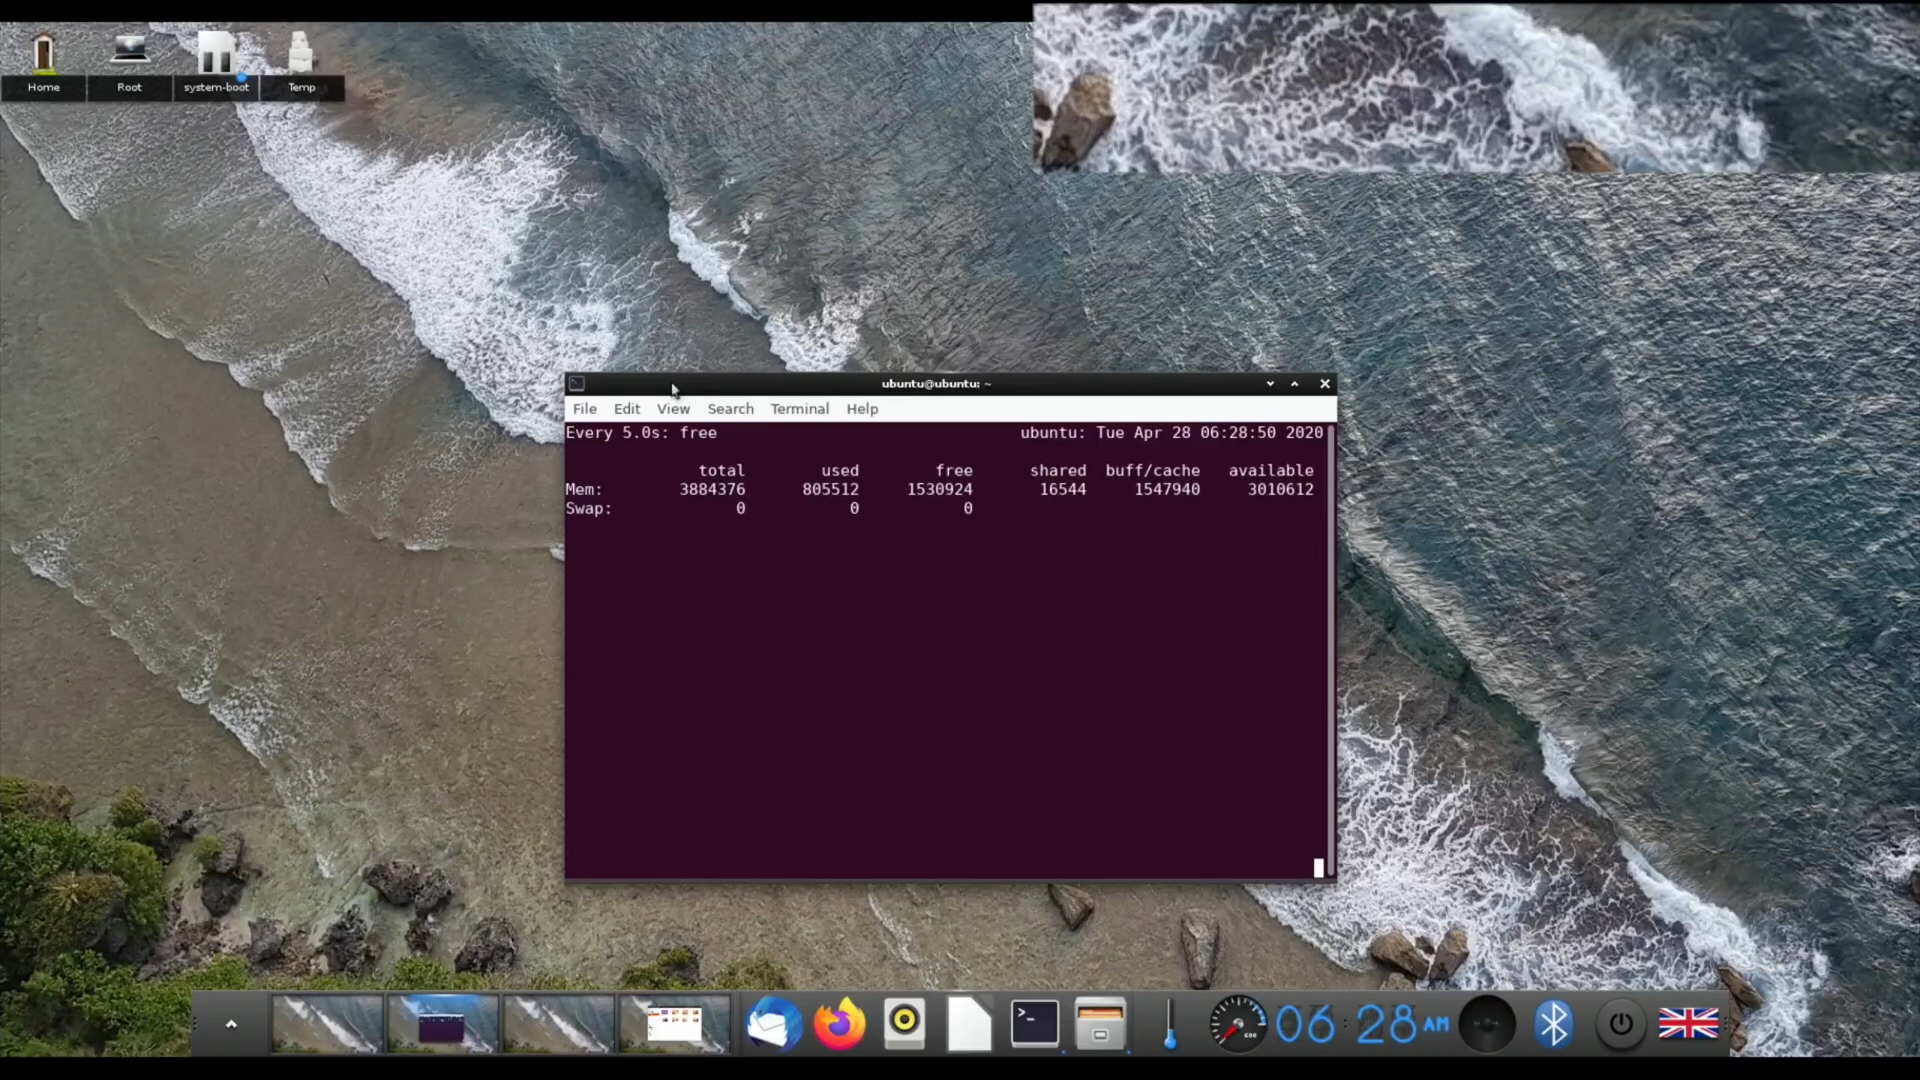 Home Root system-boot Temp
ubuntu@ubuntu: ~
File Edit View Search Terminal Help
Every 5.0s: free ubuntu: Tue Apr 28 06:28:50 2020
total used free shared buff/cache available
Mem: 3884376 805512 1530924 16544 1547940 3010612
Swap: 0 0 0
>_
06:28 AM